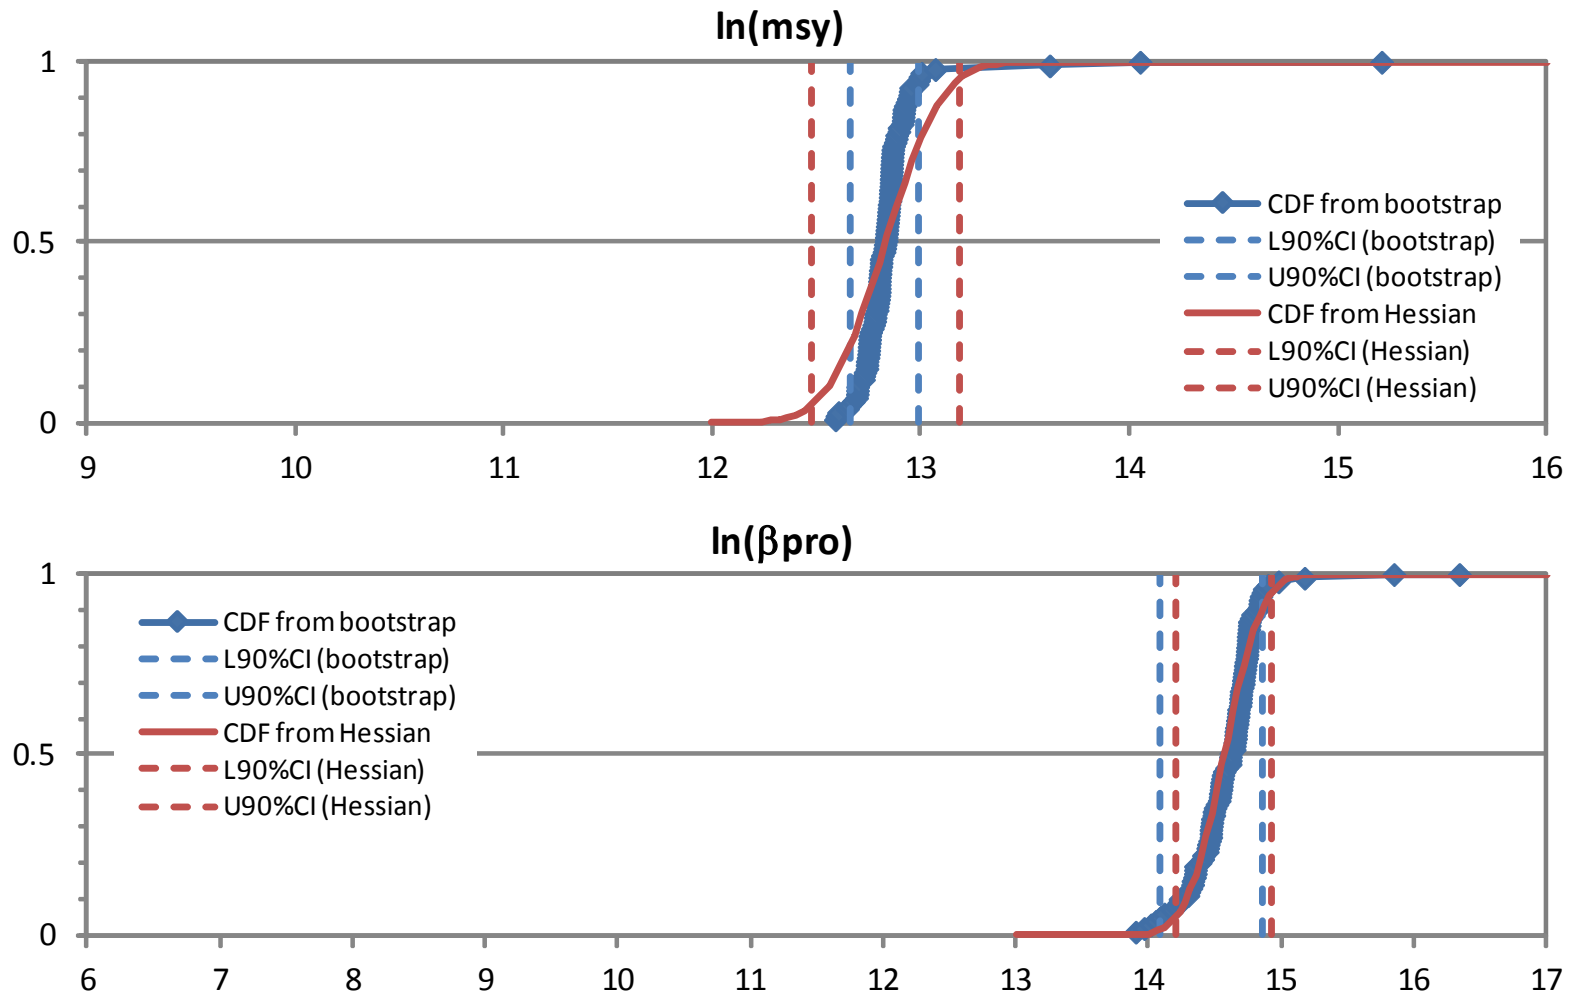 ln(msy)
1
0.5
0
CDF from bootstrap
L90%CI (bootstrap)
U90%CI (bootstrap)
CDF from Hessian
L90%CI (Hessian)
U90%CI (Hessian)
9 10 11 12 13 14 15 16
ln(βpro)
1
0.5
0
CDF from bootstrap
L90%CI (bootstrap)
U90%CI (bootstrap)
CDF from Hessian
L90%CI (Hessian)
U90%CI (Hessian)
6 7 8 9 10 11 12 13 14 15 16 17